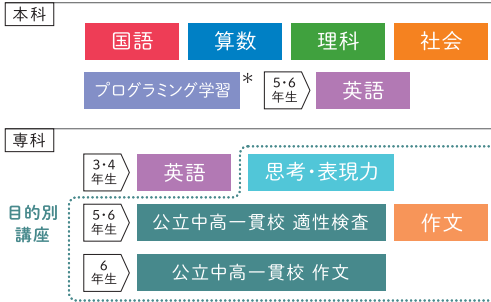 本科
国語 算数 理科 社会
プログラミング学習* 5・6年生 英語
専科
3・4年生 英語 思考・表現力
目的別講座
5・6年生 公立中高一貫校 適性検査 作文
6年生 公立中高一貫校 作文